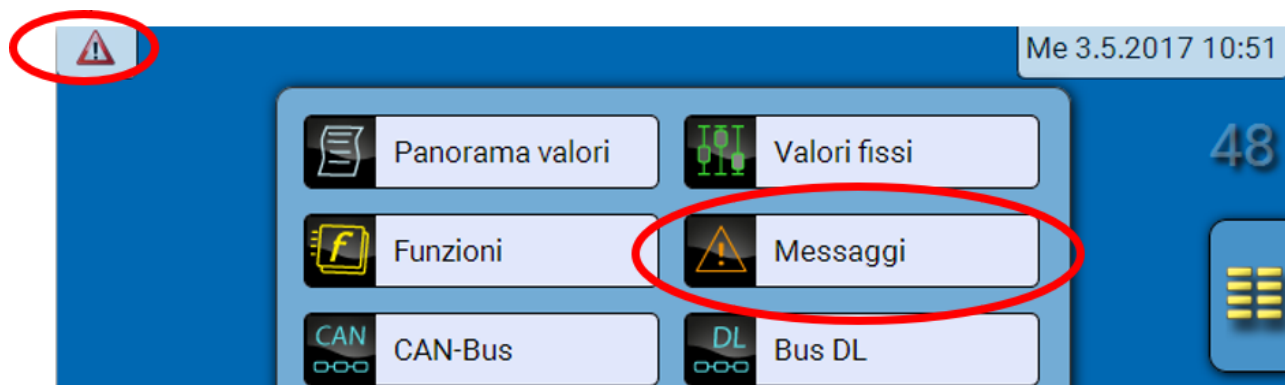 Me 3.5.2017 10:51
Panorama valori
Valori fissi
48
Funzioni
Messaggi
CAN
CAN-Bus
DL
Bus DL